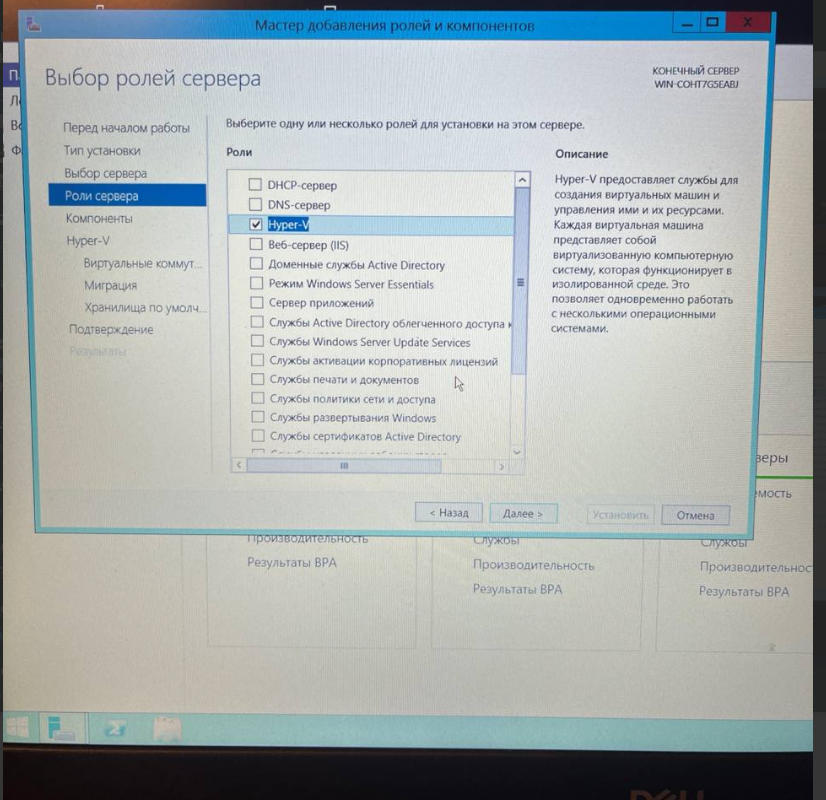 Мастер добавления ролей и компонентов
Выбор ролей сервера
КОНЕЧНЫЙ СЕРВЕР
WIN-COHT7G5EABJ
Перед началом работы
Тип установки
Выбор сервера
Роли сервера
Компоненты
Hyper-V
Виртуальные коммут...
Миграция
Хранилища по умолч...
Подтверждение
Результаты
Выберите одну или несколько ролей для установки на этом сервере.
Роли
DHCP-сервер
DNS-сервер
Hyper-V
Веб-сервер (IIS)
Доменные службы Active Directory
Режим Windows Server Essentials
Сервер приложений
Службы Active Directory облегченного доступа к
Службы Windows Server Update Services
Службы активации корпоративных лицензий
Службы печати и документов
Службы политики сети и доступа
Службы развертывания Windows
Службы сертификатов Active Directory
Описание
Hyper-V предоставляет службы для
создания виртуальных машин и
управления ими и их ресурсами.
Каждая виртуальная машина
представляет собой
виртуализованную компьютерную
систему, которая функционирует в
изолированной среде. Это
позволяет одновременно работать
с несколькими операционными
системами.
< Назад
Далее >
Установить
Отмена
веры
мость
Производительность
Результаты BPA
Службы
Производительность
Результаты BPA
Службы
Производительнос
Результаты BPA